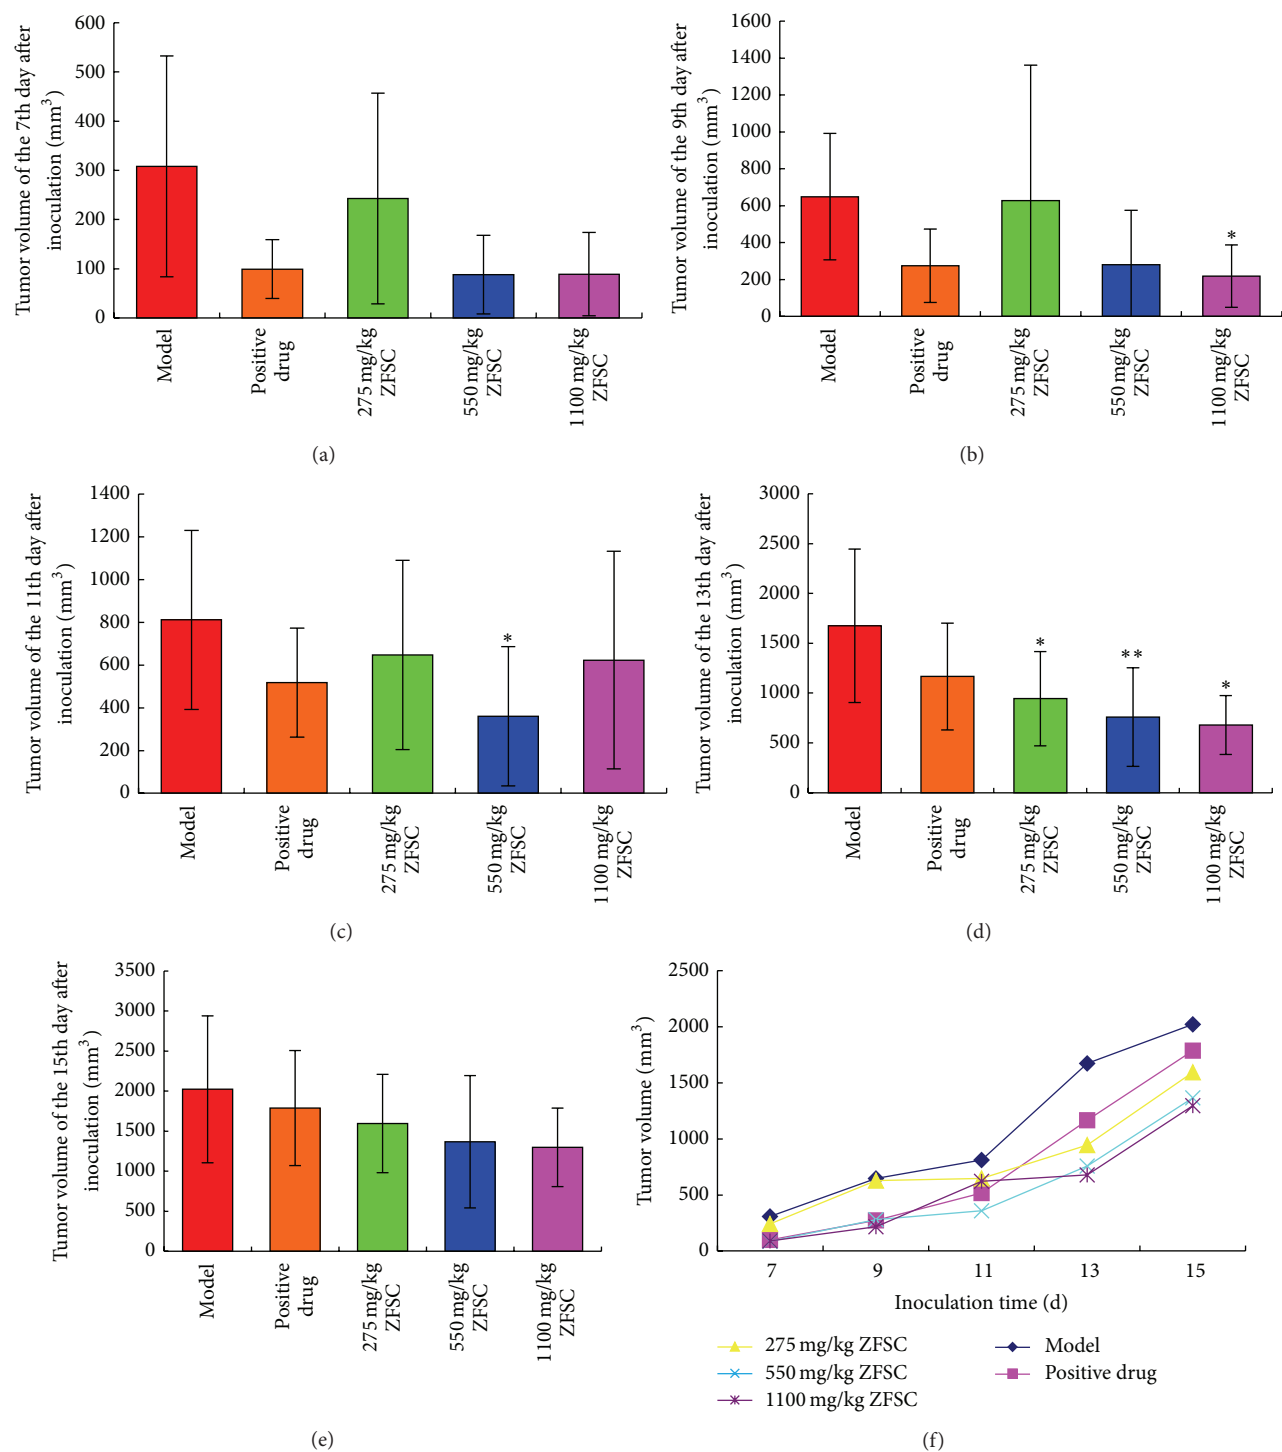 Tumor volume of the 7th day after
inoculation (mm³)
600
500
400
300
200
100
0
Model
Positive
drug
275 mg/kg
ZFSC
550 mg/kg
ZFSC
1100 mg/kg
ZFSC
(a)
Tumor volume of the 9th day after
inoculation (mm³)
1600
1400
1200
1000
800
600
400
200
0
*
Model
Positive
drug
275 mg/kg
ZFSC
550 mg/kg
ZFSC
1100 mg/kg
ZFSC
(b)
Tumor volume of the 11th day after
inoculation (mm³)
1400
1200
1000
800
600
400
200
0
*
Model
Positive
drug
275 mg/kg
ZFSC
550 mg/kg
ZFSC
1100 mg/kg
ZFSC
(c)
Tumor volume of the 13th day after
inoculation (mm³)
3000
2500
2000
1500
1000
500
0
*
**
*
Model
Positive
drug
275 mg/kg
ZFSC
550 mg/kg
ZFSC
1100 mg/kg
ZFSC
(d)
Tumor volume of the 15th day after
inoculation (mm³)
3500
3000
2500
2000
1500
1000
500
0
Model
Positive
drug
275 mg/kg
ZFSC
550 mg/kg
ZFSC
1100 mg/kg
ZFSC
(e)
Tumor volume (mm³)
2500
2000
1500
1000
500
0
7 9 11 13 15
Inoculation time (d)
275 mg/kg ZFSC
550 mg/kg ZFSC
1100 mg/kg ZFSC
Model
Positive drug
(f)